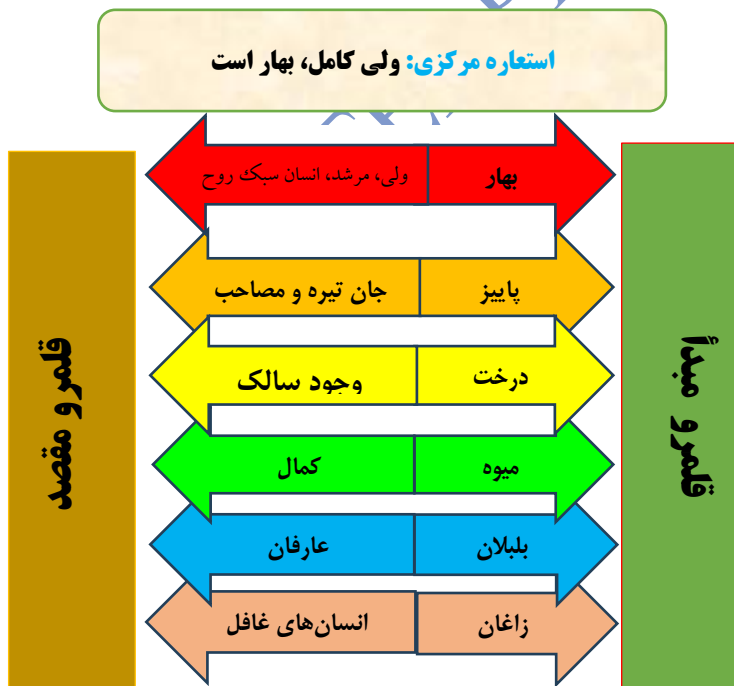 استعاره مرکزی: ولی کامل، بهار است
قلمرو مبدأ
قلمرو مقصد
بهار
ولی، مرشد، انسان سبک روح
پاییز
جان تیره و مصاحب
درخت
وجود سالک
میوه
کمال
بلبلان
عارفان
زاغان
انسان‌های غافل